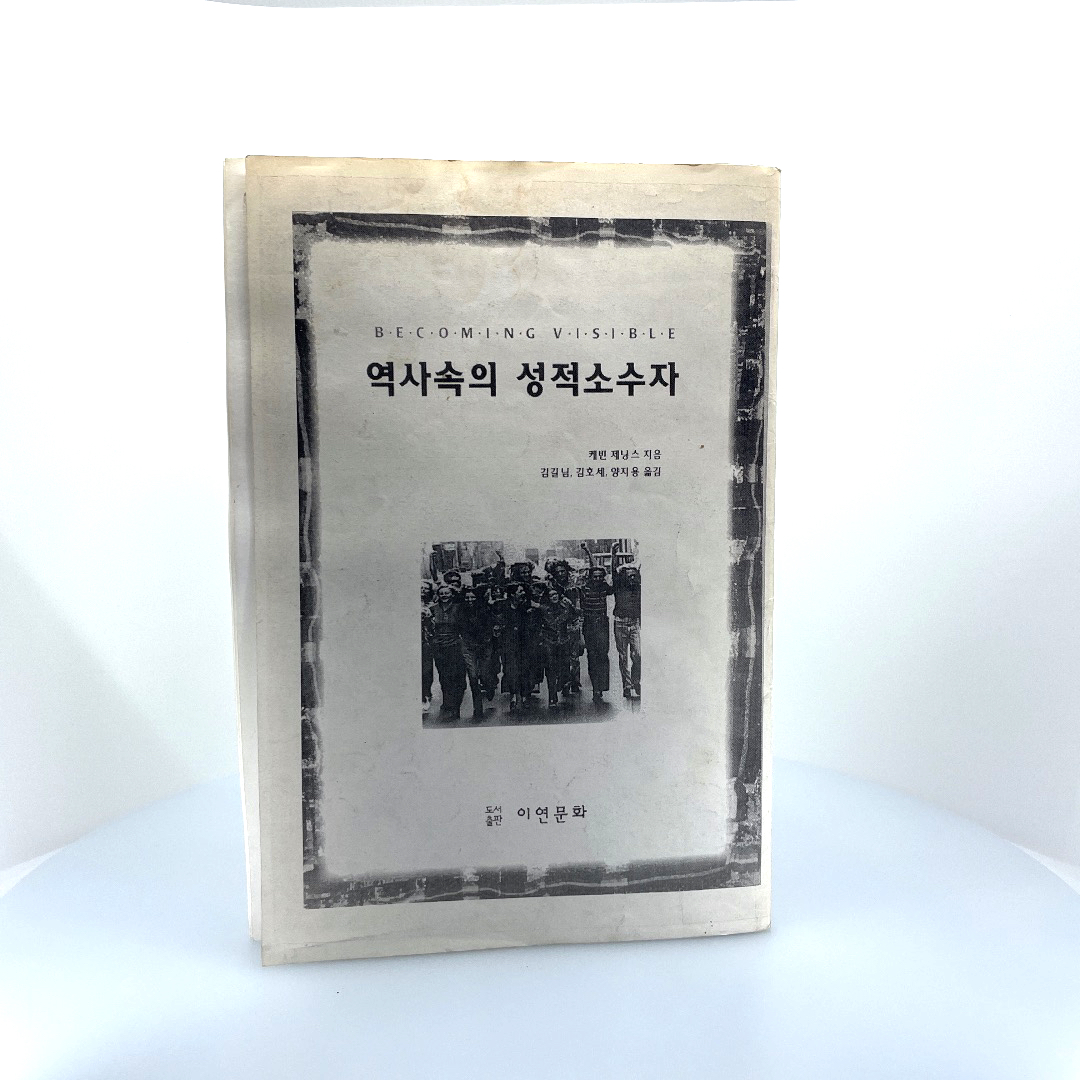 B·E·C·O·M·I·N·G V·I·S·I·B·L·E
역사속의 성적소수자
케빈 제닝스 지음
김길님, 김호세, 양지용 옮김
도서
출판 이연문화